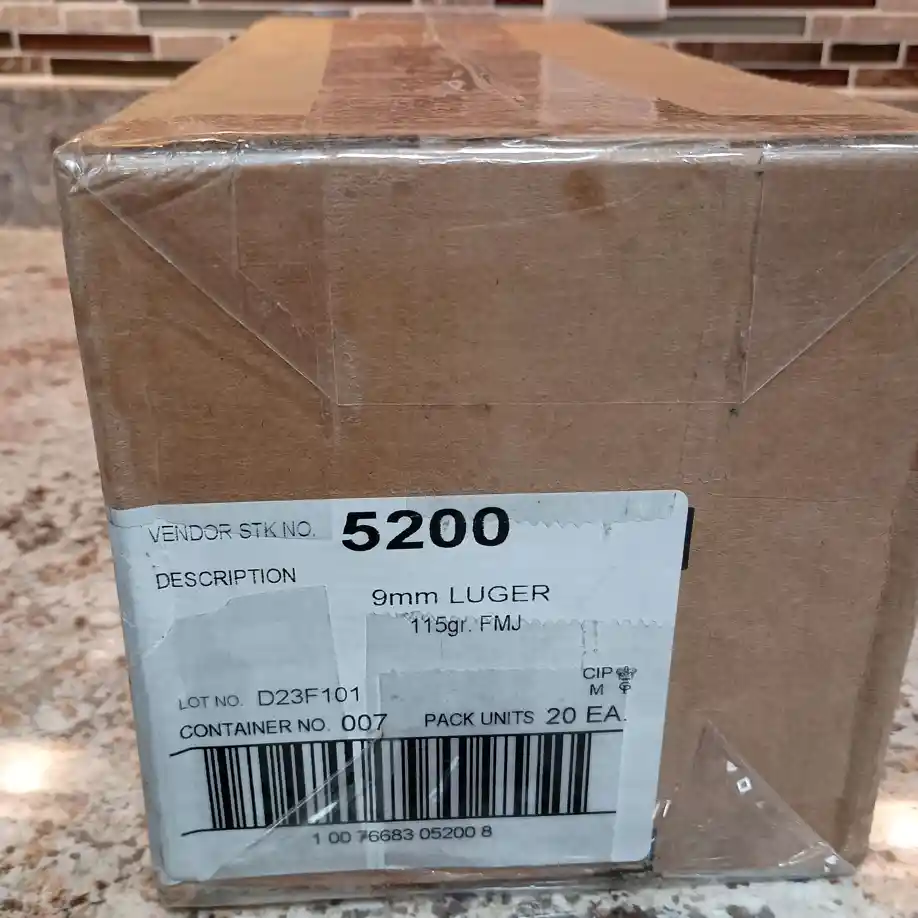 VENDOR STK NO. 5200
DESCRIPTION
9mm LUGER
115gr. FMJ
CIP
M
LOT NO. D23F101
CONTAINER NO. 007 PACK UNITS 20 EA.
1 00 76683 05200 8